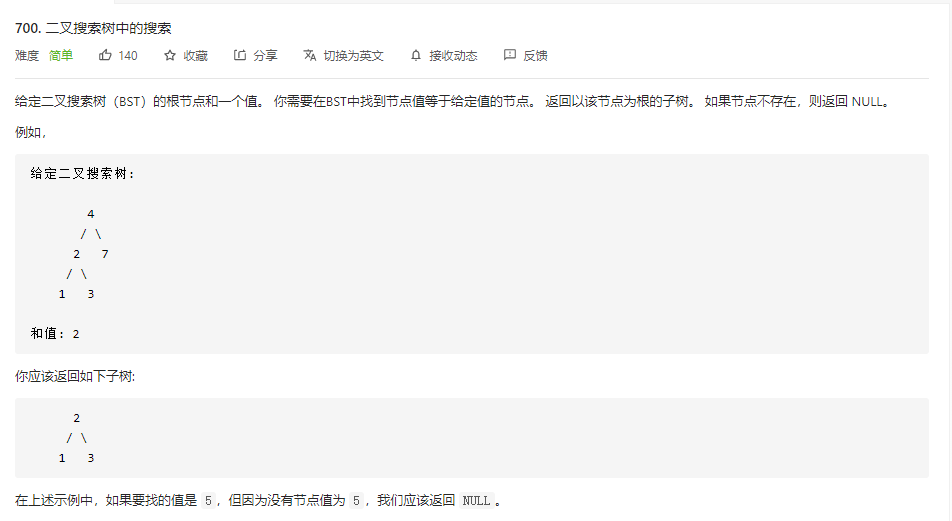 700. 二叉搜索树中的搜索
难度 简单 140 收藏 分享 切换为英文 接收动态 反馈
给定二叉搜索树（BST）的根节点和一个值。 你需要在BST中找到节点值等于给定值的节点。 返回以该节点为根的子树。 如果节点不存在，则返回 NULL。
例如，
给定二叉搜索树:
4
/ \
2 7
/ \
1 3
和值: 2
你应该返回如下子树:
2
/ \
1 3
在上述示例中，如果要找的值是 5，但因为没有节点值为 5，我们应该返回 NULL。